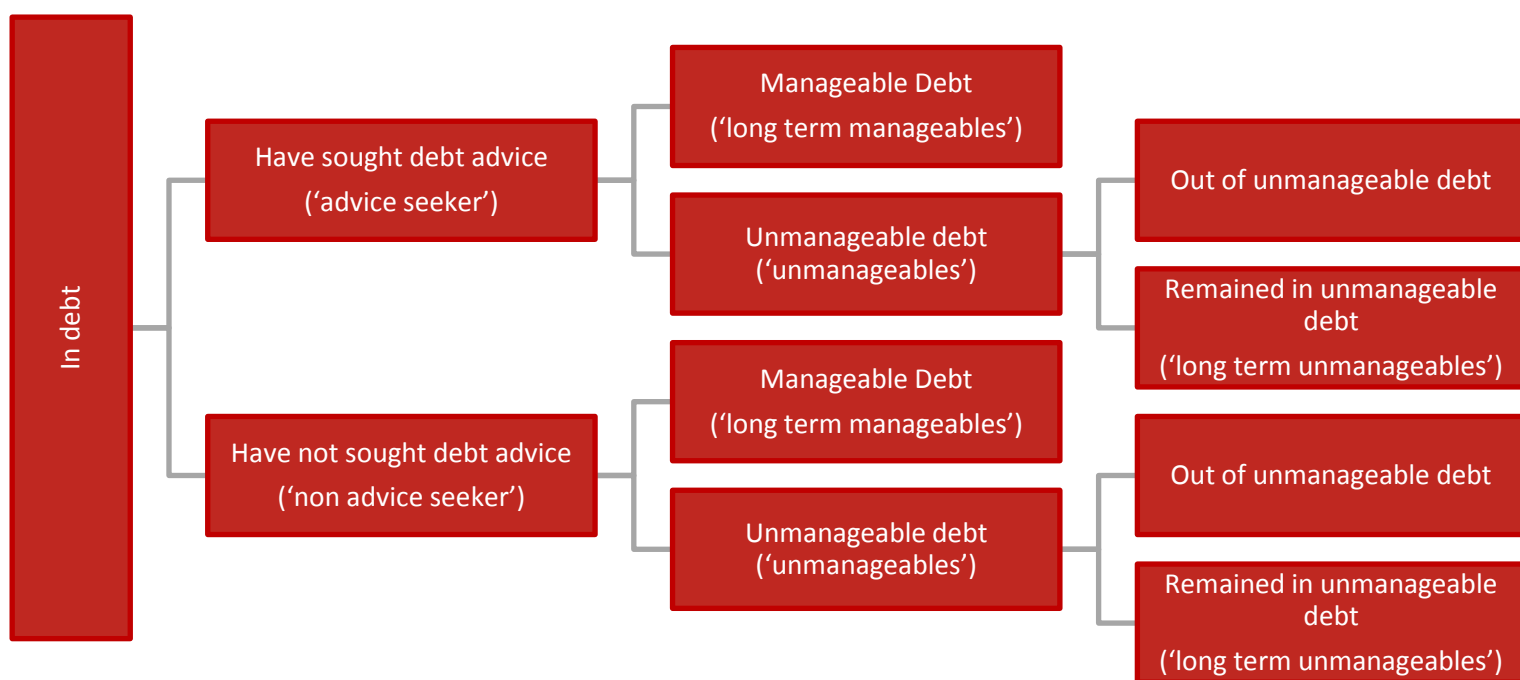 In debt
Have sought debt advice
(‘advice seeker’)
Manageable Debt
(‘long term manageables’)
Unmanageable debt
(‘unmanageables’)
Out of unmanageable debt
Remained in unmanageable
debt
(‘long term unmanageables’)
Have not sought debt advice
(‘non advice seeker’)
Manageable Debt
(‘long term manageables’)
Unmanageable debt
(‘unmanageables’)
Out of unmanageable debt
Remained in unmanageable
debt
(‘long term unmanageables’)